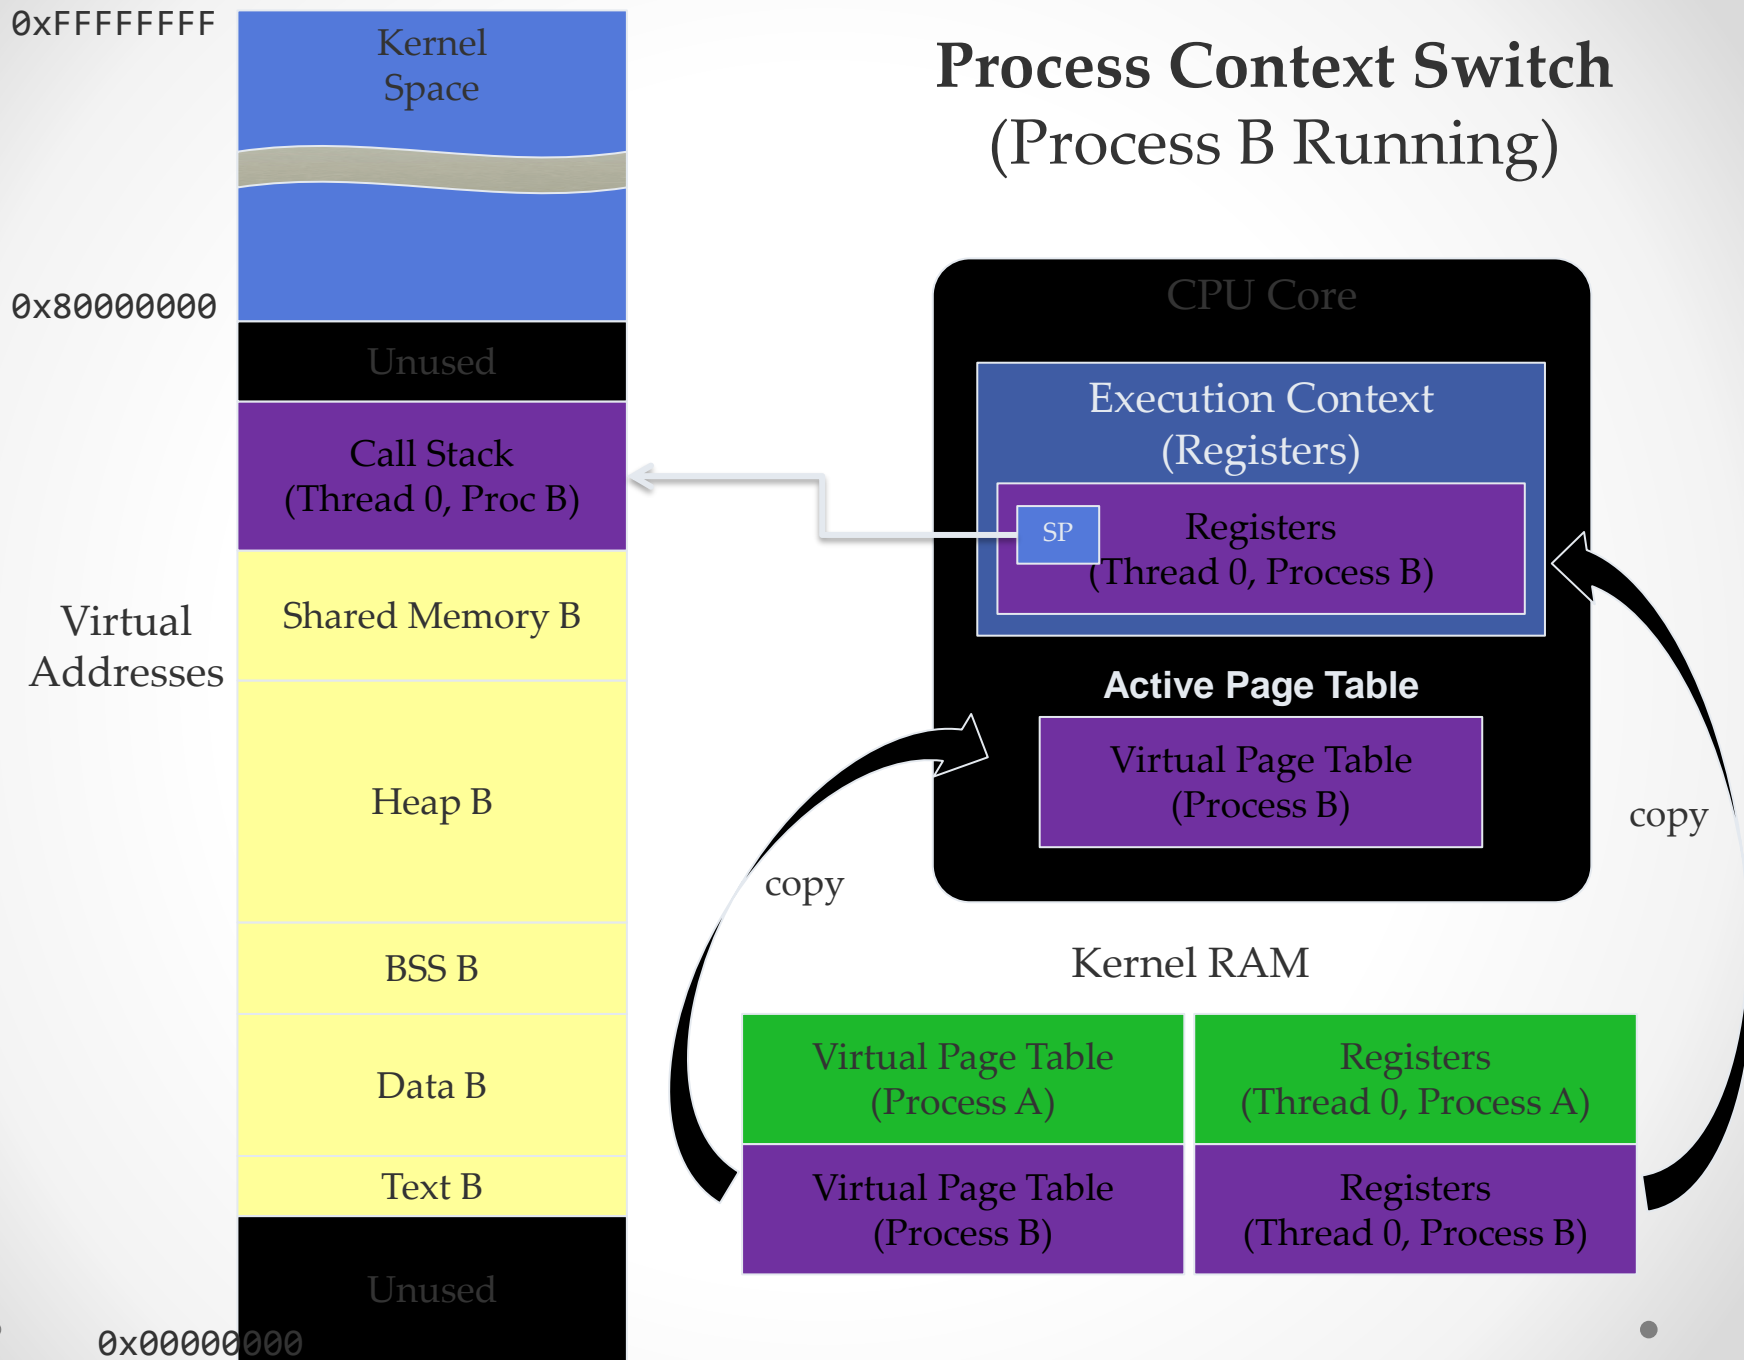 0xFFFFFFFF
Kernel
Space
Process Context Switch
(Process B Running)
0x80000000
Unused
Call Stack
(Thread 0, Proc B)
Shared Memory B
Virtual
Addresses
Heap B
BSS B
Data B
Text B
Unused
0x00000000
CPU Core
Execution Context
(Registers)
SP
Registers
(Thread 0, Process B)
Active Page Table
Virtual Page Table
(Process B)
copy
copy
Kernel RAM
Virtual Page Table
(Process A)
Registers
(Thread 0, Process A)
Virtual Page Table
(Process B)
Registers
(Thread 0, Process B)